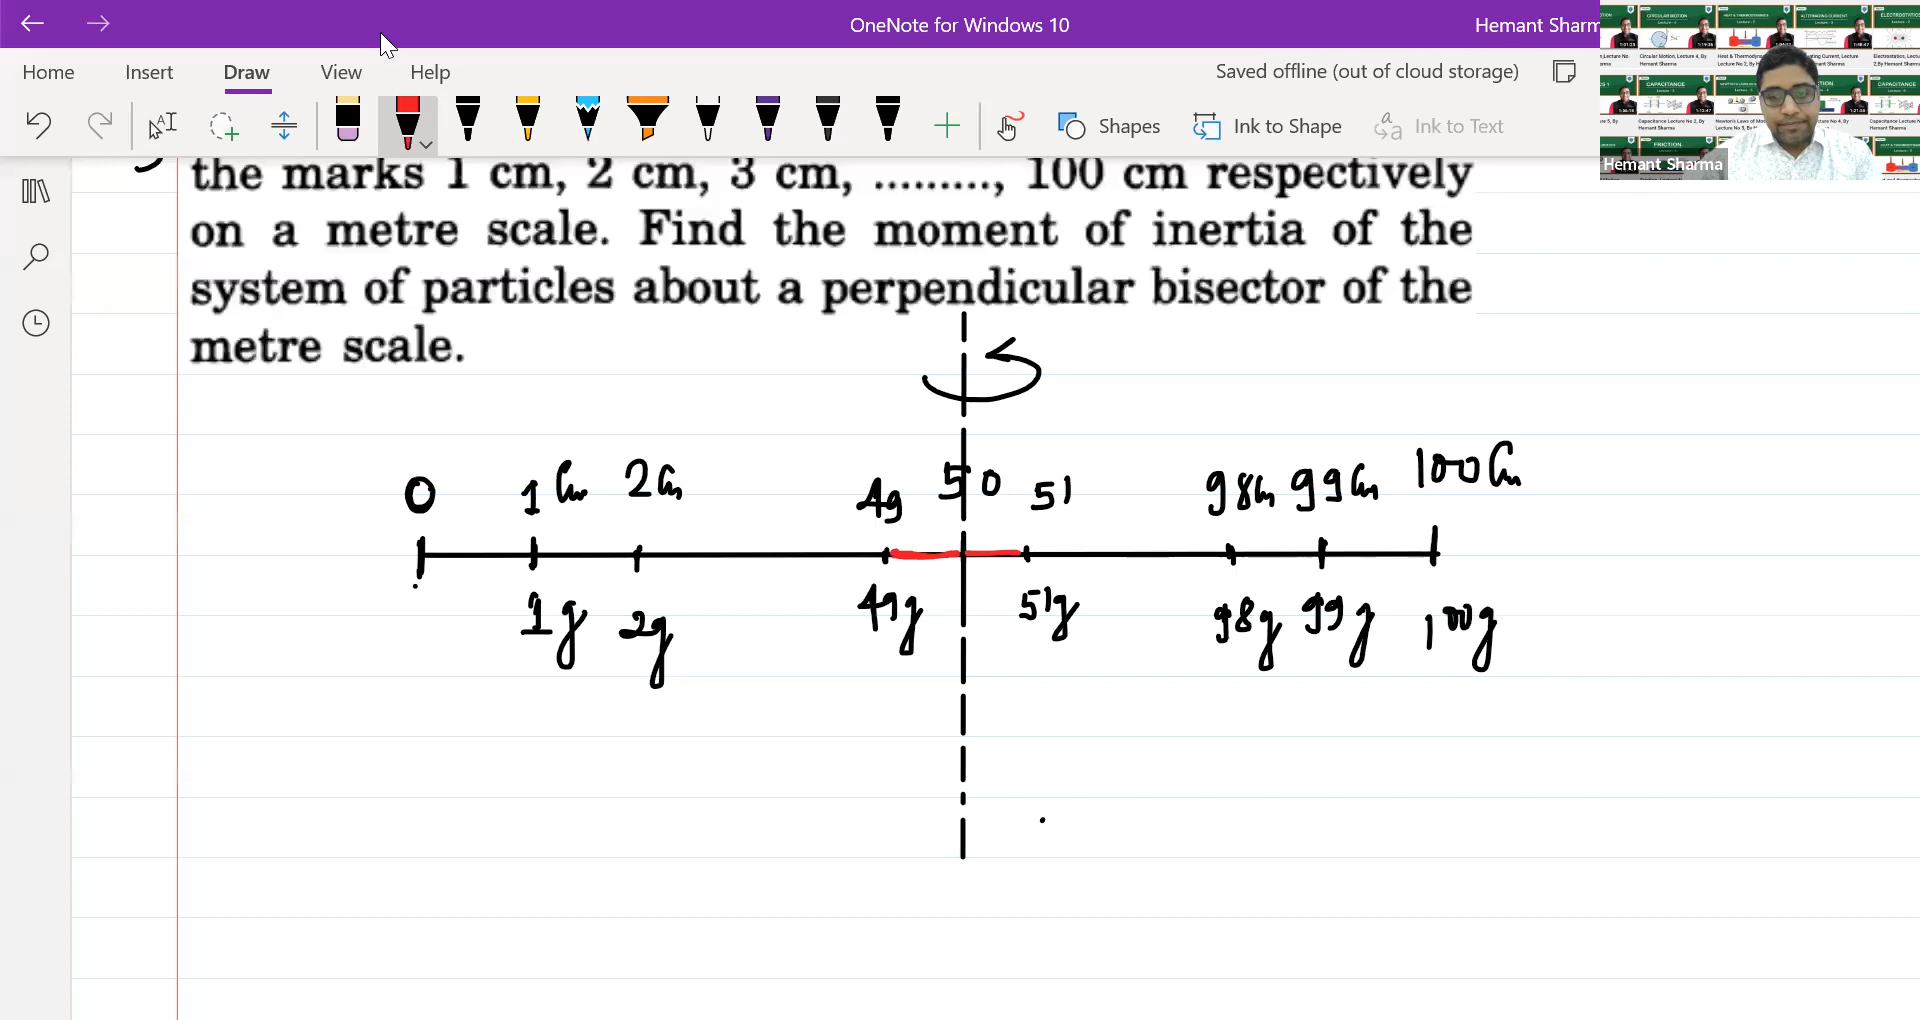 OneNote for Windows 10
Hemant Sharm
Home Insert Draw View Help
Saved offline (out of cloud storage)
Shapes Ink to Shape Ink to Text
Hemant Sharma
the marks 1 cm, 2 cm, 3 cm, ........., 100 cm respectively
on a metre scale. Find the moment of inertia of the
system of particles about a perpendicular bisector of the
metre scale.
0 1 cm 2 cm 49 50 51 98 cm 99 cm 100 cm
1g 2g 49g 51g 98g 99g 100g